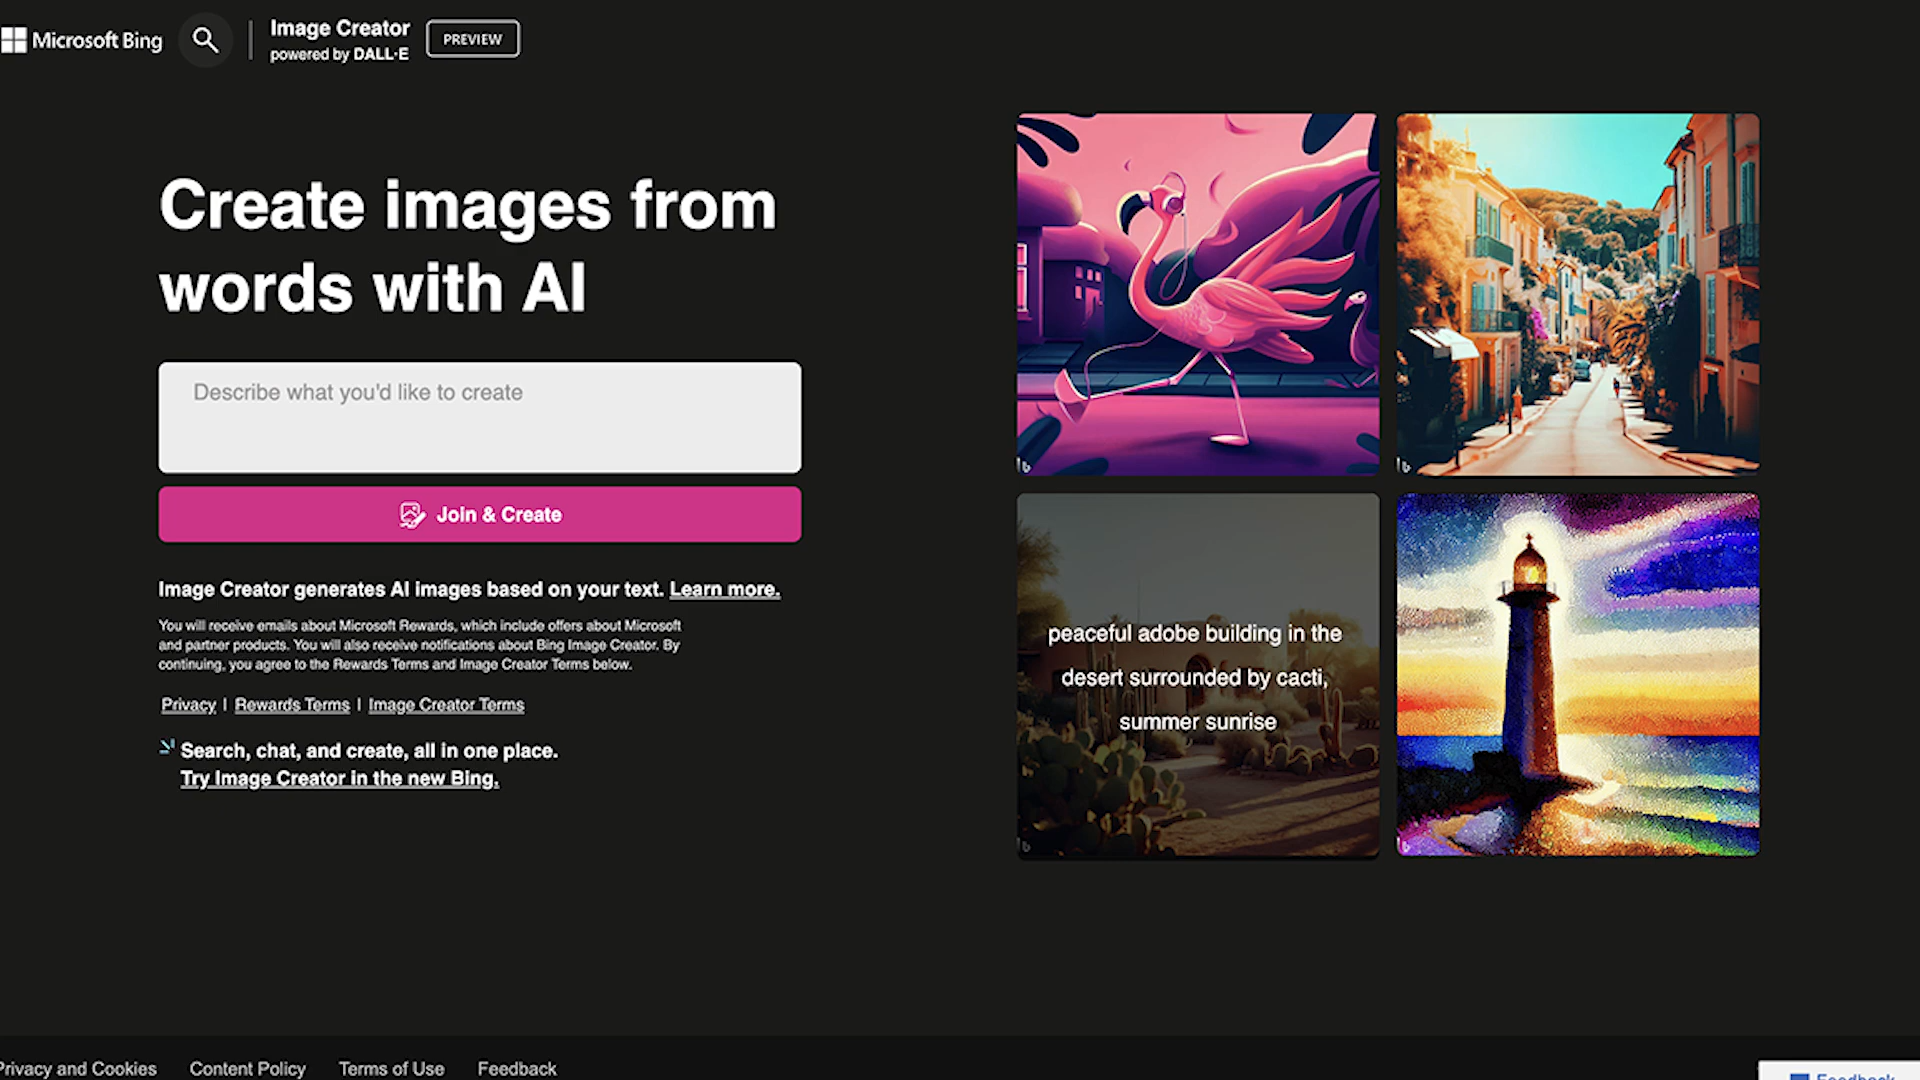 Microsoft Bing
Image Creator
powered by DALL·E
PREVIEW
Create images from
words with AI
Describe what you'd like to create
Join & Create
Image Creator generates AI images based on your text. Learn more.
You will receive emails about Microsoft Rewards, which include offers about Microsoft
and partner products. You will also receive notifications about Bing Image Creator. By
continuing, you agree to the Rewards Terms and Image Creator Terms below.
Privacy | Rewards Terms | Image Creator Terms
Search, chat, and create, all in one place.
Try Image Creator in the new Bing.
peaceful adobe building in the
desert surrounded by cacti,
summer sunrise
Privacy and Cookies
Content Policy
Terms of Use
Feedback
Feedback